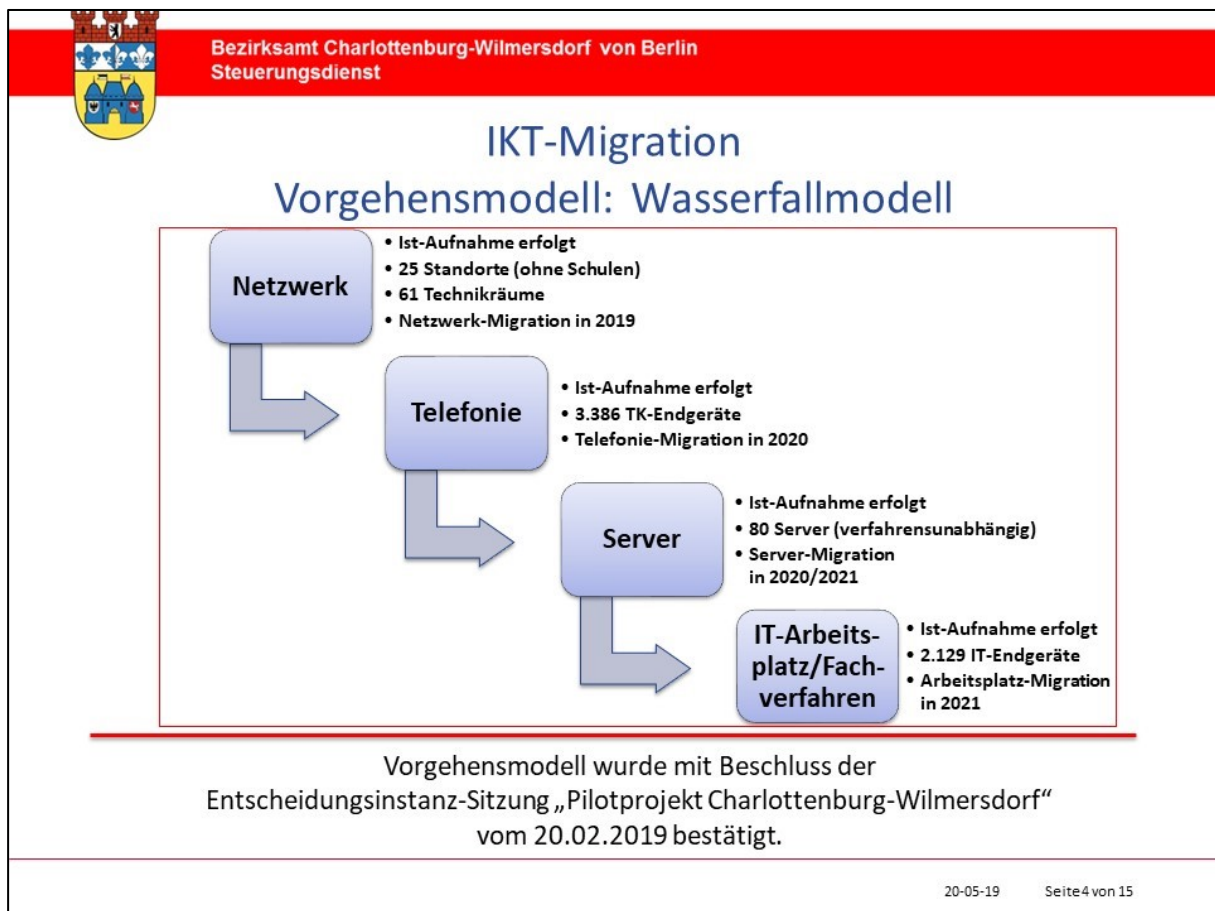 Bezirksamt Charlottenburg-Wilmersdorf von Berlin
Steuerungsdienst
IKT-Migration
Vorgehensmodell: Wasserfallmodell
Netzwerk
• Ist-Aufnahme erfolgt
• 25 Standorte (ohne Schulen)
• 61 Technikräume
• Netzwerk-Migration in 2019
Telefonie
• Ist-Aufnahme erfolgt
• 3.386 TK-Endgeräte
• Telefonie-Migration in 2020
Server
• Ist-Aufnahme erfolgt
• 80 Server (verfahrensunabhängig)
• Server-Migration
in 2020/2021
IT-Arbeits-
platz/Fach-
verfahren
• Ist-Aufnahme erfolgt
• 2.129 IT-Endgeräte
• Arbeitsplatz-Migration
in 2021
Vorgehensmodell wurde mit Beschluss der
Entscheidungsinstanz-Sitzung „Pilotprojekt Charlottenburg-Wilmersdorf“
vom 20.02.2019 bestätigt.
20-05-19 Seite 4 von 15